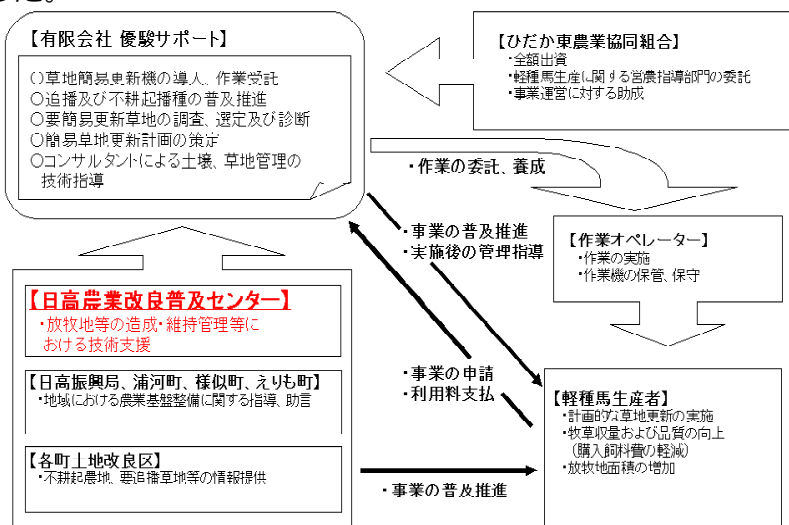 した。
【有限会社 優駿サポート】
○草地簡易更新機の導入、作業受託
○追播及び不耕起播種の普及推進
○要簡易更新草地の調査、選定及び診断
○簡易草地更新計画の策定
○コンサルタントによる土壌、草地管理の
技術指導
【ひだか東農業協同組合】
・全額出資
・軽種馬生産に関する営農指導部門の委託
・事業運営に対する助成
・作業の委託、養成
・事業の普及推進
・実施後の管理指導
【作業オペレーター】
・作業の実施
・作業機の保管、保守
【日高農業改良普及センター】
・放牧地等の造成・維持管理等に
おける技術支援
【日高振興局、浦河町、様似町、えりも町】
・地域における農業基盤整備に関する指導、助言
【各町土地改良区】
・不耕起農地、要追播草地等の情報提供
・事業の申請
・利用料支払
・事業の普及推進
【軽種馬生産者】
・計画的な草地更新の実施
・牧草収量および品質の向上
（購入飼料費の軽減）
・放牧地面積の増加